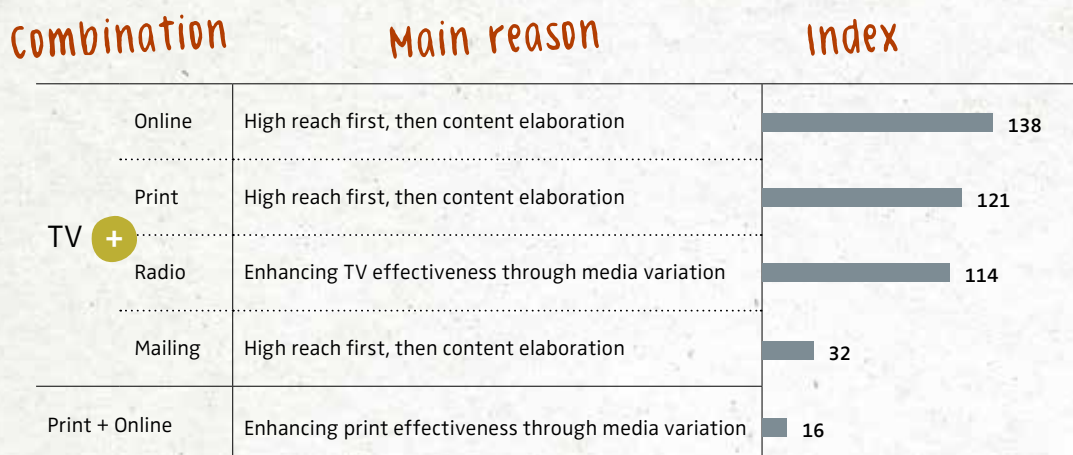 Combination Main reason Index
Online High reach first, then content elaboration 138
Print High reach first, then content elaboration 121
TV +
Radio Enhancing TV effectiveness through media variation 114
Mailing High reach first, then content elaboration 32
Print + Online Enhancing print effectiveness through media variation 16